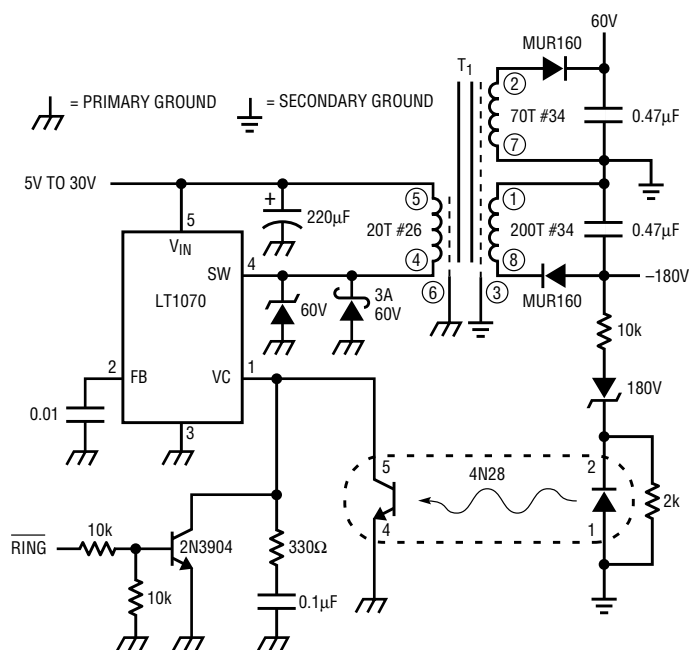 60V
MUR160
T1
②
= PRIMARY GROUND
= SECONDARY GROUND
70T #34
0.47µF
⑦
5V TO 30V
⑤
①
5
+
220µF
20T #26
200T #34
0.47µF
VIN
SW
4
④
⑧
–180V
LT1070
60V
3A
60V
⑥
③
MUR160
10k
2
FB
VC
1
180V
0.01
3
5
4N28
2
2k
RING
10k
2N3904
330Ω
4
1
10k
0.1µF